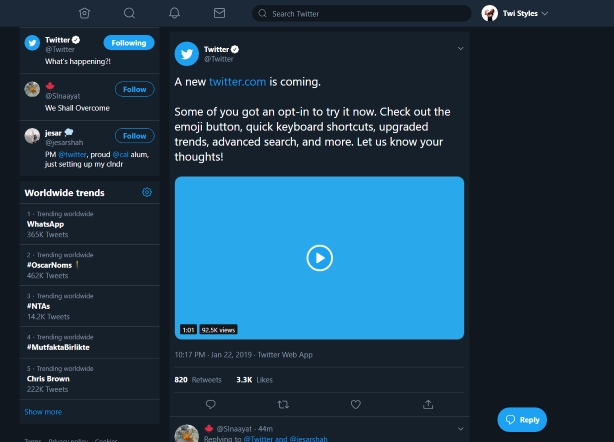 Search Twitter
Twi Styles
Twitter
@Twitter
Following
What's happening?!
@SInaayat
Follow
We Shall Overcome
jesar
@jesarshah
Follow
PM @twitter, proud @cal alum,
just setting up my clndr
Worldwide trends
1 · Trending worldwide
WhatsApp
365K Tweets
2 · Trending worldwide
#OscarNoms
462K Tweets
3 · Trending worldwide
#NTAs
14.2K Tweets
4 · Trending worldwide
#MutfaktaBirlikte
5 · Trending worldwide
Chris Brown
222K Tweets
Show more
Terms Privacy policy Cookies
Twitter
@Twitter
A new twitter.com is coming.
Some of you got an opt-in to try it now. Check out the
emoji button, quick keyboard shortcuts, upgraded
trends, advanced search, and more. Let us know your
thoughts!
1:01 92.5K views
10:17 PM · Jan 22, 2019 · Twitter Web App
820 Retweets 3.3K Likes
@SInaayat · 44m
Replying to @Twitter and @jesarshah
Reply